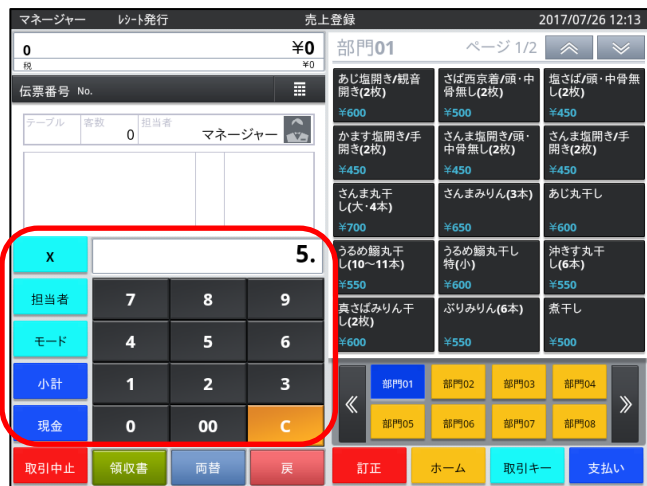 マネージャー レシート発行 売上登録 2017/07/26 12:13
0 ¥0
税 ¥0
伝票番号 No.
テーブル 客数 0 担当者 マネージャー
X 5.
担当者 7 8 9
モード 4 5 6
小計 1 2 3
現金 0 00 C
取引中止 領収書 両替 戻
部門01 ページ 1/2
あじ塩開き/観音
開き(2枚)
¥600
さば西京着/頭・中
骨無し(2枚)
¥500
塩さば/頭・中骨無
し(2枚)
¥450
かます塩開き/手
開き(2枚)
¥450
さんま塩開き/頭・
中骨無し(2枚)
¥450
さんま塩開き/手
開き(2枚)
¥450
さんま丸干
し(大・4本)
¥700
さんまみりん(3本)
¥650
あじ丸干し
¥600
うるめ鰯丸干
し(10～11本)
¥550
うるめ鰯丸干し
特(小)
¥600
沖きす丸干
し(6本)
¥550
真さばみりん干
し(2枚)
¥600
ぶりみりん(6本)
¥550
煮干し
¥500
部門01 部門02 部門03 部門04
部門05 部門06 部門07 部門08
訂正 ホーム 取引キー 支払い